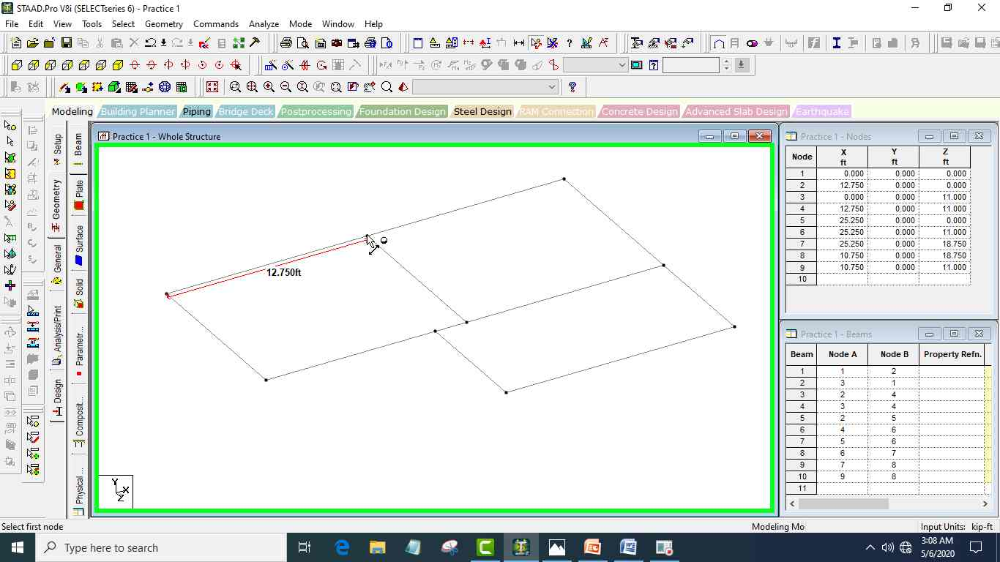 STAAD.Pro V8i (SELECTseries 6) - Practice 1
File Edit View Tools Select Geometry Commands Analyze Mode Window Help
Modeling Building Planner Piping Bridge Deck Postprocessing Foundation Design Steel Design RAM Connection Concrete Design Advanced Slab Design Earthquake
Setup
Geometry
General
Analysis/Print
Design
Beam
Plate
Surface
Solid
Parametr...
Composit...
Physical ...
Practice 1 - Whole Structure
12.750ft
Y
X
Z
Practice 1 - Nodes
Node X ft Y ft Z ft
1 0.000 0.000 0.000
2 12.750 0.000 0.000
3 0.000 0.000 11.000
4 12.750 0.000 11.000
5 25.250 0.000 0.000
6 25.250 0.000 11.000
7 25.250 0.000 18.750
8 10.750 0.000 18.750
9 10.750 0.000 11.000
10
Practice 1 - Beams
Beam Node A Node B Property Refn.
1 1 2
2 3 1
3 2 4
4 3 4
5 2 5
6 4 6
7 5 6
8 6 7
9 7 8
10 9 8
11
Select first node
Modeling Mo
Input Units: kip-ft
Type here to search
3:08 AM
5/6/2020